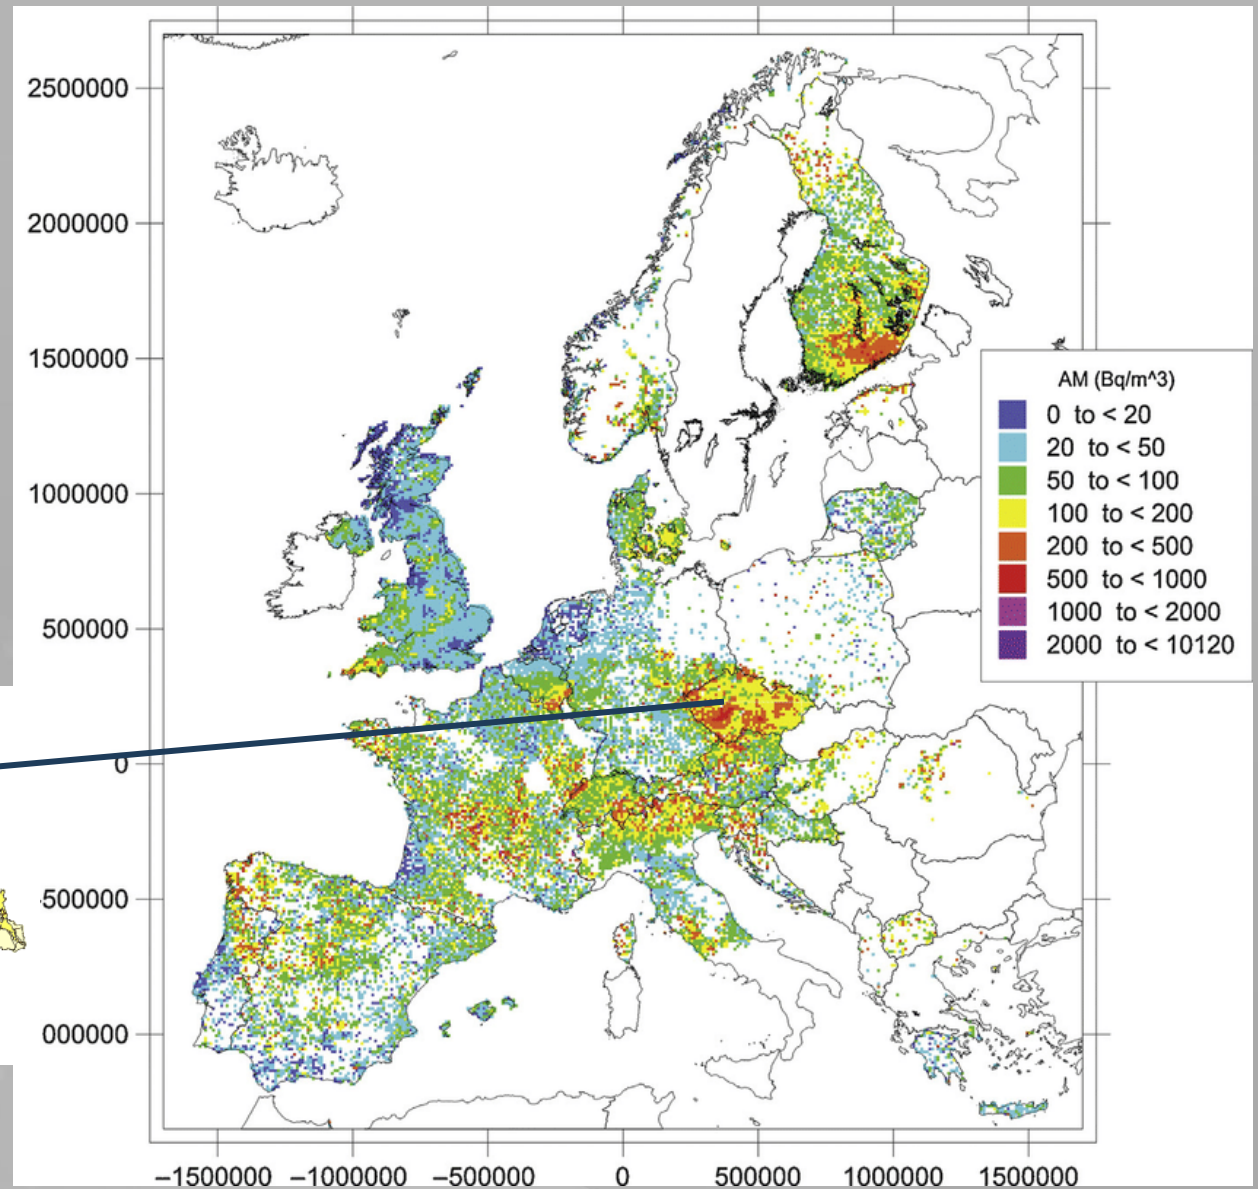 2500000
2000000
1500000
1000000
500000
0
500000
000000
−1500000 −1000000 −500000 0 500000 1000000 1500000
AM (Bq/m^3)
0 to < 20
20 to < 50
50 to < 100
100 to < 200
200 to < 500
500 to < 1000
1000 to < 2000
2000 to < 10120